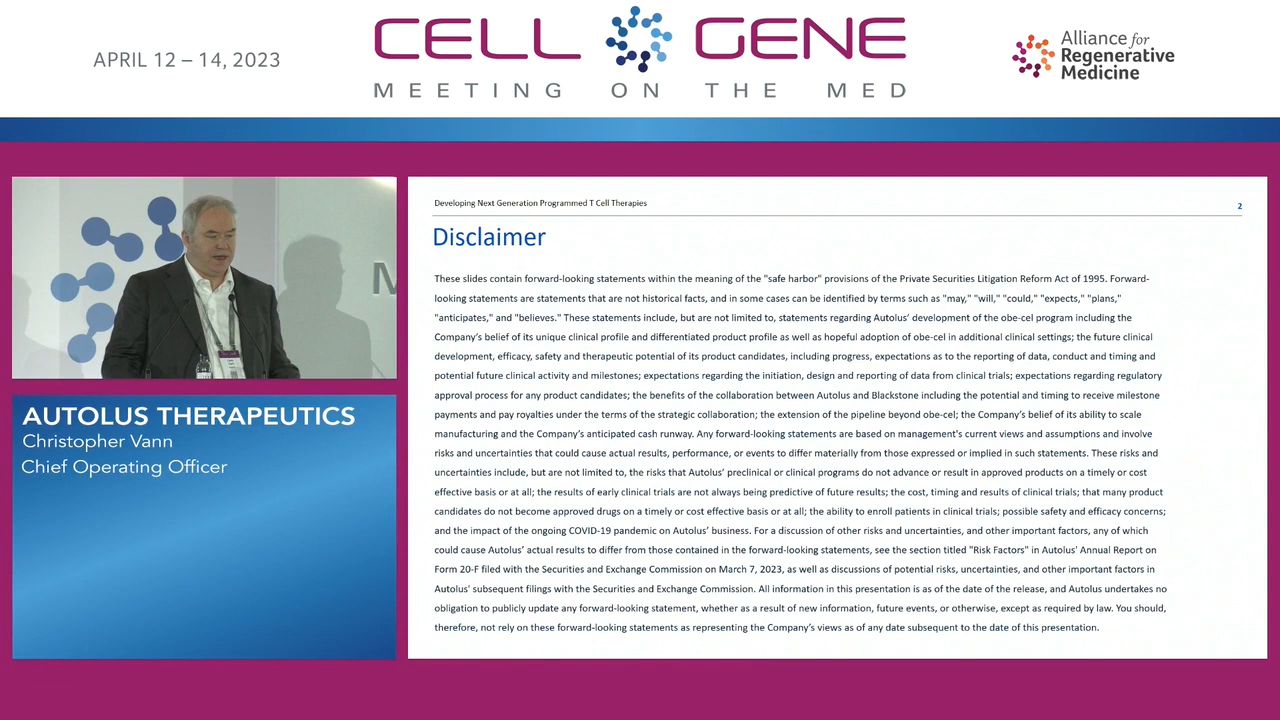 APRIL 12 – 14, 2023
CELL GENE
MEETING ON THE MED
Alliance for
Regenerative
Medicine
M
AUTOLUS THERAPEUTICS
Christopher Vann
Chief Operating Officer
Developing Next Generation Programmed T Cell Therapies
2
Disclaimer
These slides contain forward-looking statements within the meaning of the "safe harbor" provisions of the Private Securities Litigation Reform Act of 1995. Forward-
looking statements are statements that are not historical facts, and in some cases can be identified by terms such as "may," "will," "could," "expects," "plans,"
"anticipates," and "believes." These statements include, but are not limited to, statements regarding Autolus' development of the obe-cel program including the
Company's belief of its unique clinical profile and differentiated product profile as well as hopeful adoption of obe-cel in additional clinical settings; the future clinical
development, efficacy, safety and therapeutic potential of its product candidates, including progress, expectations as to the reporting of data, conduct and timing and
potential future clinical activity and milestones; expectations regarding the initiation, design and reporting of data from clinical trials; expectations regarding regulatory
approval process for any product candidates; the benefits of the collaboration between Autolus and Blackstone including the potential and timing to receive milestone
payments and pay royalties under the terms of the strategic collaboration; the extension of the pipeline beyond obe-cel; the Company's belief of its ability to scale
manufacturing and the Company's anticipated cash runway. Any forward-looking statements are based on management's current views and assumptions and involve
risks and uncertainties that could cause actual results, performance, or events to differ materially from those expressed or implied in such statements. These risks and
uncertainties include, but are not limited to, the risks that Autolus' preclinical or clinical programs do not advance or result in approved products on a timely or cost
effective basis or at all; the results of early clinical trials are not always being predictive of future results; the cost, timing and results of clinical trials; that many product
candidates do not become approved drugs on a timely or cost effective basis or at all; the ability to enroll patients in clinical trials; possible safety and efficacy concerns;
and the impact of the ongoing COVID-19 pandemic on Autolus' business. For a discussion of other risks and uncertainties, and other important factors, any of which
could cause Autolus' actual results to differ from those contained in the forward-looking statements, see the section titled "Risk Factors" in Autolus' Annual Report on
Form 20-F filed with the Securities and Exchange Commission on March 7, 2023, as well as discussions of potential risks, uncertainties, and other important factors in
Autolus' subsequent filings with the Securities and Exchange Commission. All information in this presentation is as of the date of the release, and Autolus undertakes no
obligation to publicly update any forward-looking statement, whether as a result of new information, future events, or otherwise, except as required by law. You should,
therefore, not rely on these forward-looking statements as representing the Company's views as of any date subsequent to the date of this presentation.